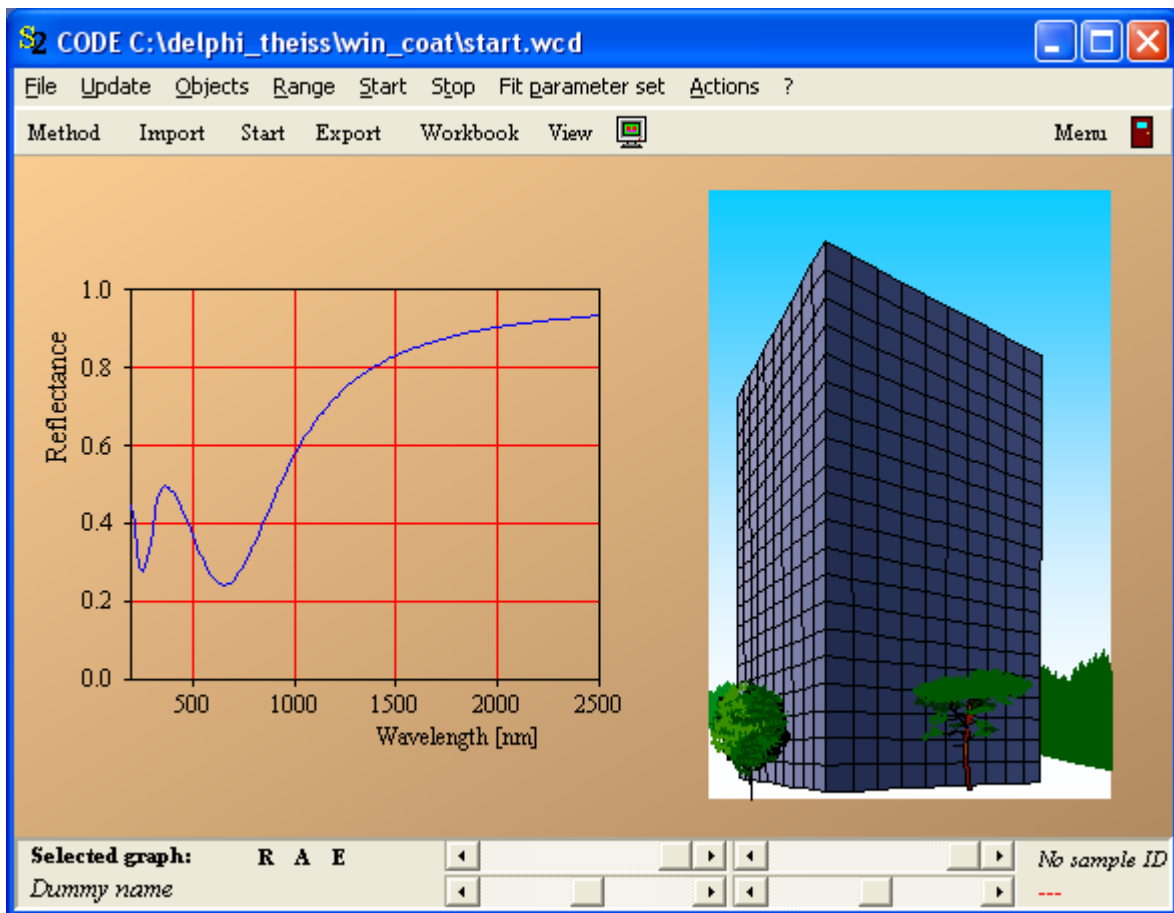 S2 CODE C:\delphi_theiss\win_coat\start.wcd
File Update Objects Range Start Stop Fit parameter set Actions ?
Method Import Start Export Workbook View Menu
1.0
0.8
0.6
0.4
0.2
0.0
Reflectance
500 1000 1500 2000 2500
Wavelength [nm]
Selected graph: R A E No sample ID
Dummy name ---